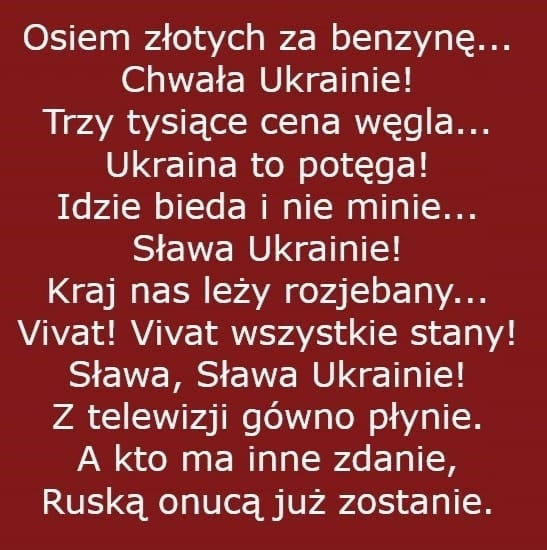 Osiem złotych za benzynę...
Chwała Ukrainie!
Trzy tysiące cena węgla...
Ukraina to potęga!
Idzie bieda i nie minie...
Sława Ukrainie!
Kraj nas leży rozjebany...
Vivat! Vivat wszystkie stany!
Sława, Sława Ukrainie!
Z telewizji gówno płynie.
A kto ma inne zdanie,
Ruską onucą już zostanie.